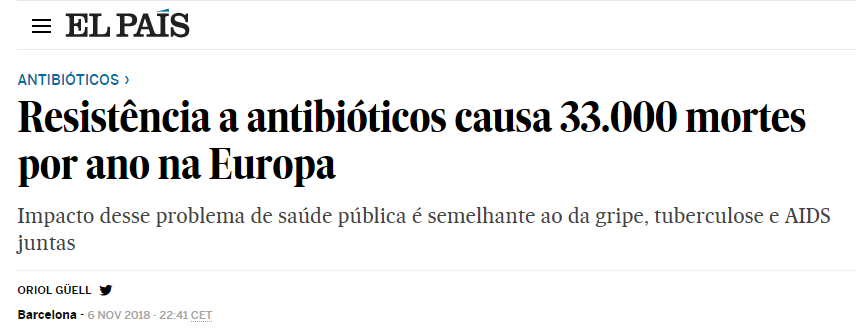 EL PAÍS
ANTIBIÓTICOS ›
Resistência a antibióticos causa 33.000 mortes
por ano na Europa
Impacto desse problema de saúde pública é semelhante ao da gripe, tuberculose e AIDS
juntas
ORIOL GÜELL
Barcelona - 6 NOV 2018 - 22:41 CET